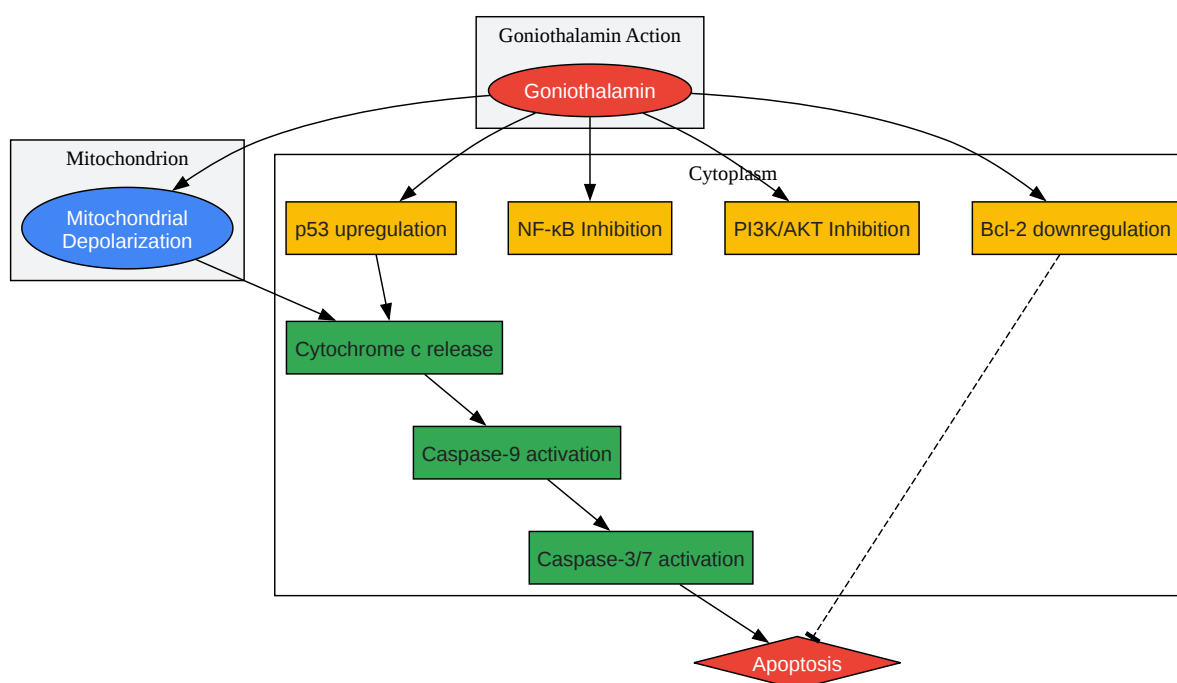 Goniothalamin Action
Goniothalamin
Mitochondrion
Cytoplasm
Mitochondrial
Depolarization
p53 upregulation
NF-κB Inhibition
PI3K/AKT Inhibition
Bcl-2 downregulation
Cytochrome c release
Caspase-9 activation
Caspase-3/7 activation
Apoptosis